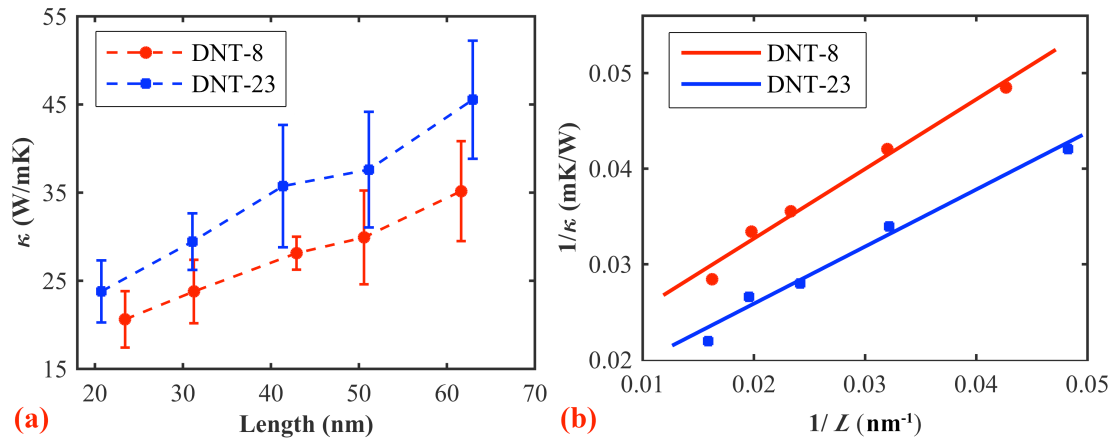 55
45
35
25
15
κ (W/mK)
DNT-8
DNT-23
20 30 40 50 60 70
Length (nm)
(a)
0.05
0.04
0.03
0.02
1/κ (mK/W)
DNT-8
DNT-23
0.01 0.02 0.03 0.04 0.05
1/ L (nm⁻¹)
(b)